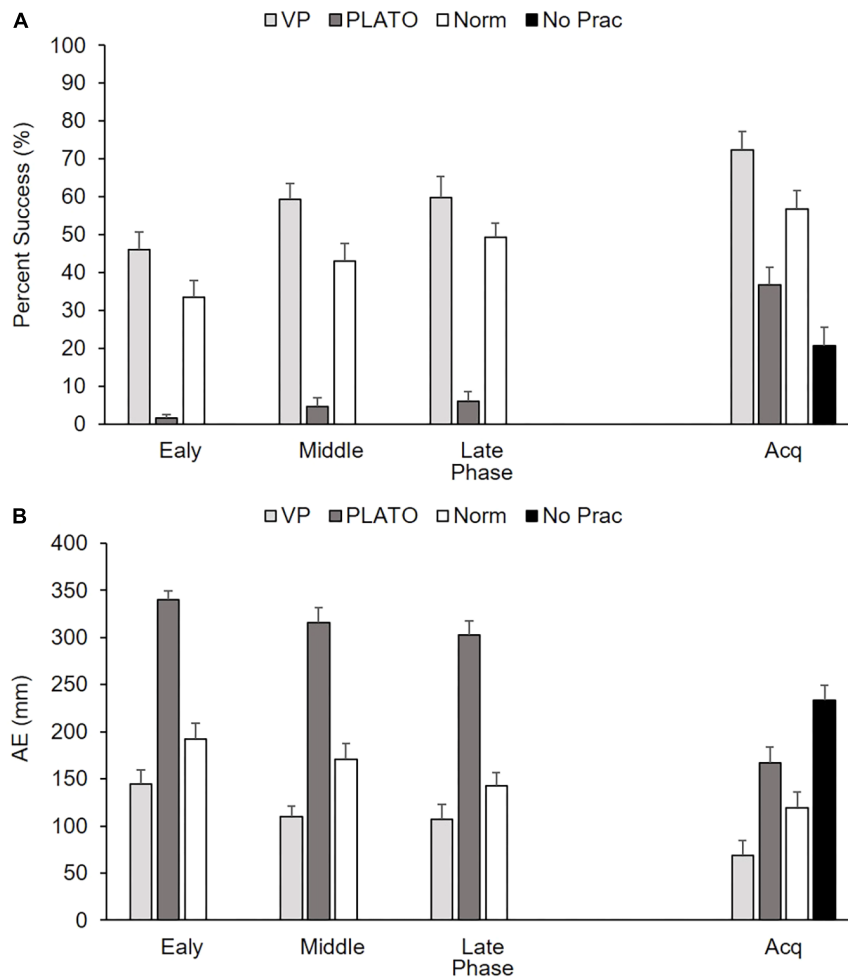 A
VP PLATO Norm No Prac
Percent Success (%)
100
90
80
70
60
50
40
30
20
10
0
Ealy Middle Late Acq
Phase
B
VP PLATO Norm No Prac
AE (mm)
400
350
300
250
200
150
100
50
0
Ealy Middle Late Acq
Phase